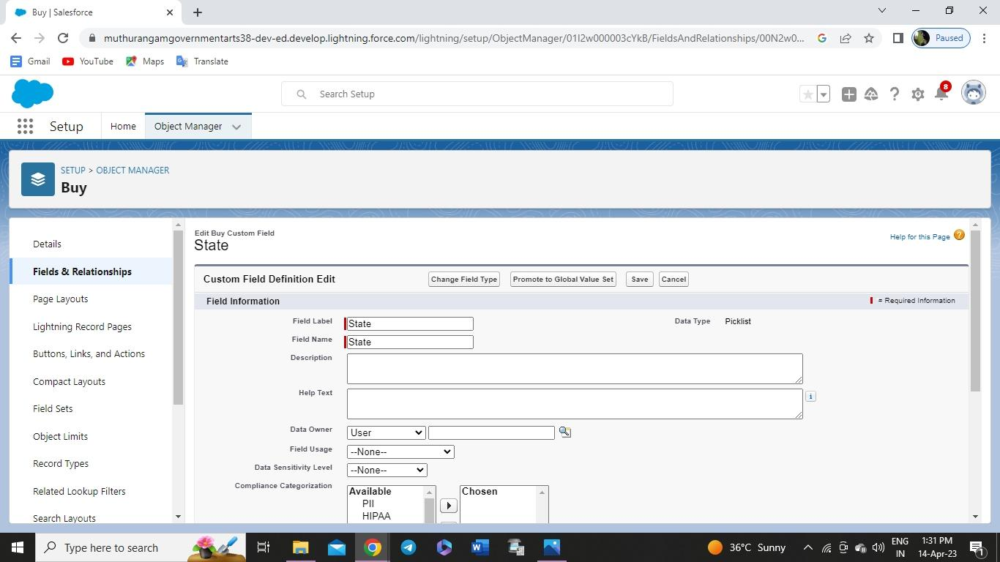 Buy | Salesforce
muthurangamgovernmentarts38-dev-ed.develop.lightning.force.com/lightning/setup/ObjectManager/01I2w000003cYkB/FieldsAndRelationships/00N2w0...
Paused
Gmail
YouTube
Maps
Translate
Search Setup
8
Setup
Home
Object Manager
SETUP > OBJECT MANAGER
Buy
Details
Fields & Relationships
Page Layouts
Lightning Record Pages
Buttons, Links, and Actions
Compact Layouts
Field Sets
Object Limits
Record Types
Related Lookup Filters
Search Layouts
Edit Buy Custom Field
State
Help for this Page ?
Custom Field Definition Edit
Change Field Type
Promote to Global Value Set
Save
Cancel
Field Information
= Required Information
Field Label State
Data Type Picklist
Field Name State
Description
Help Text
i
Data Owner User
Field Usage --None--
Data Sensitivity Level --None--
Compliance Categorization
Available
PII
HIPAA
Chosen
Type here to search
36°C Sunny
ENG
IN
1:31 PM
14-Apr-23
1